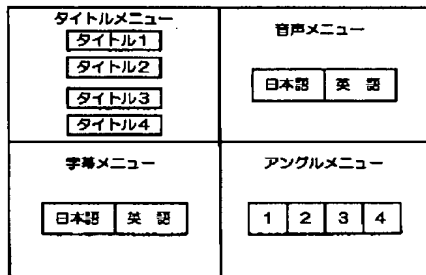 タイトルメニュー
タイトル1
タイトル2
タイトル3
タイトル4
音声メニュー
日本語 英 語
字幕メニュー
日本語 英 語
アングルメニュー
1 2 3 4